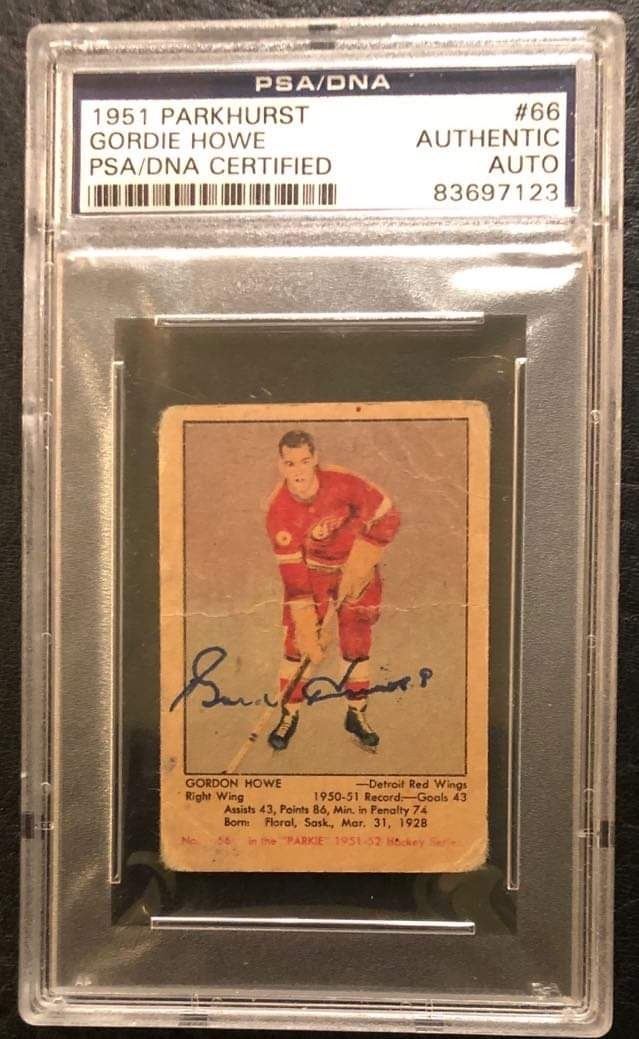 PSA/DNA
1951 PARKHURST #66
GORDIE HOWE AUTHENTIC
PSA/DNA CERTIFIED AUTO
83697123
GORDON HOWE —Detroit Red Wings
Right Wing 1950-51 Record:—Goals 43
Assists 43, Points 86, Min. in Penalty 74
Born: Floral, Sask., Mar. 31, 1928
No. in the "PARKIE" 1951-52 Hockey Series